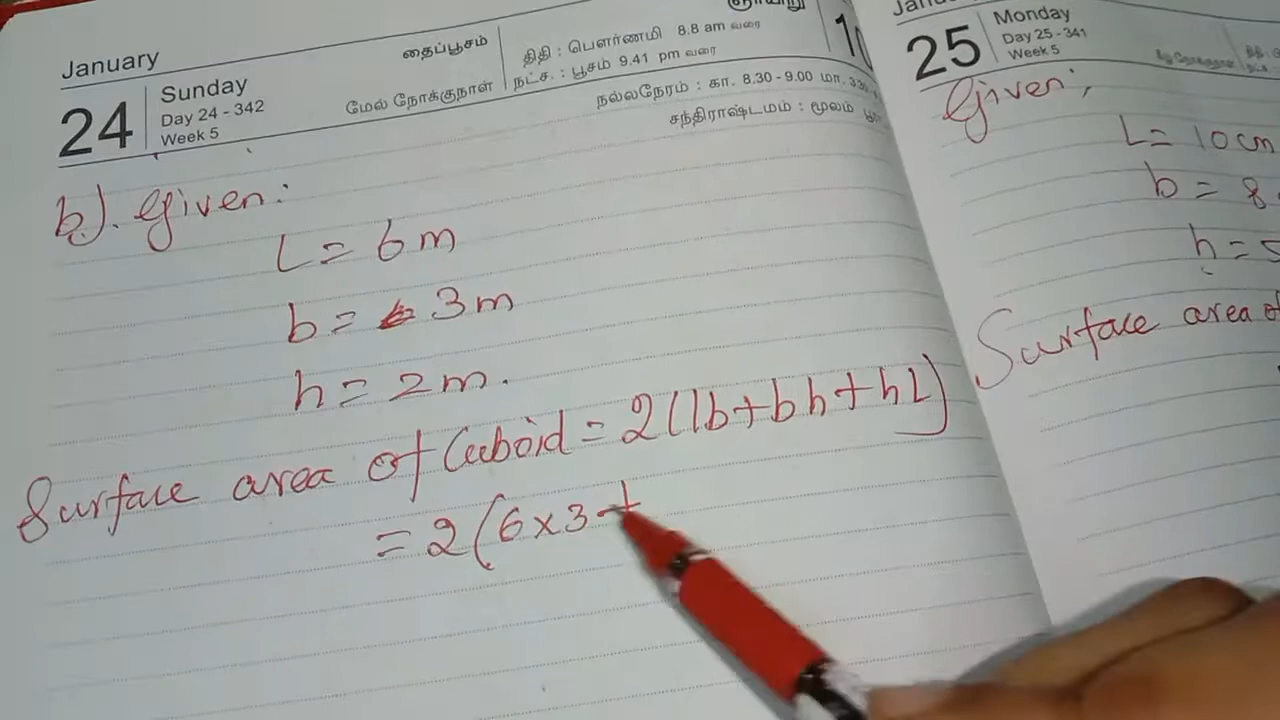 January
24
Sunday
Day 24 - 342
Week 5
தைப்பூசம்
மேல் நோக்குநாள்
திதி : பௌர்ணமி 8.8 am வரை
நட்ச. : பூசம் 9.41 pm வரை
நல்லநேரம் : கா. 8.30 - 9.00 மா.
சந்திராஷ்டமம் : மூலம்
b). Given:
L = 6m
b = 3m
h = 2m.
Surface area of Cuboid = 2(lb+bh+hL)
= 2(6×3+
25
Monday
Day 25 - 341
Week 5
Given;
L= 10cm
b = 8
h =
Surface area of